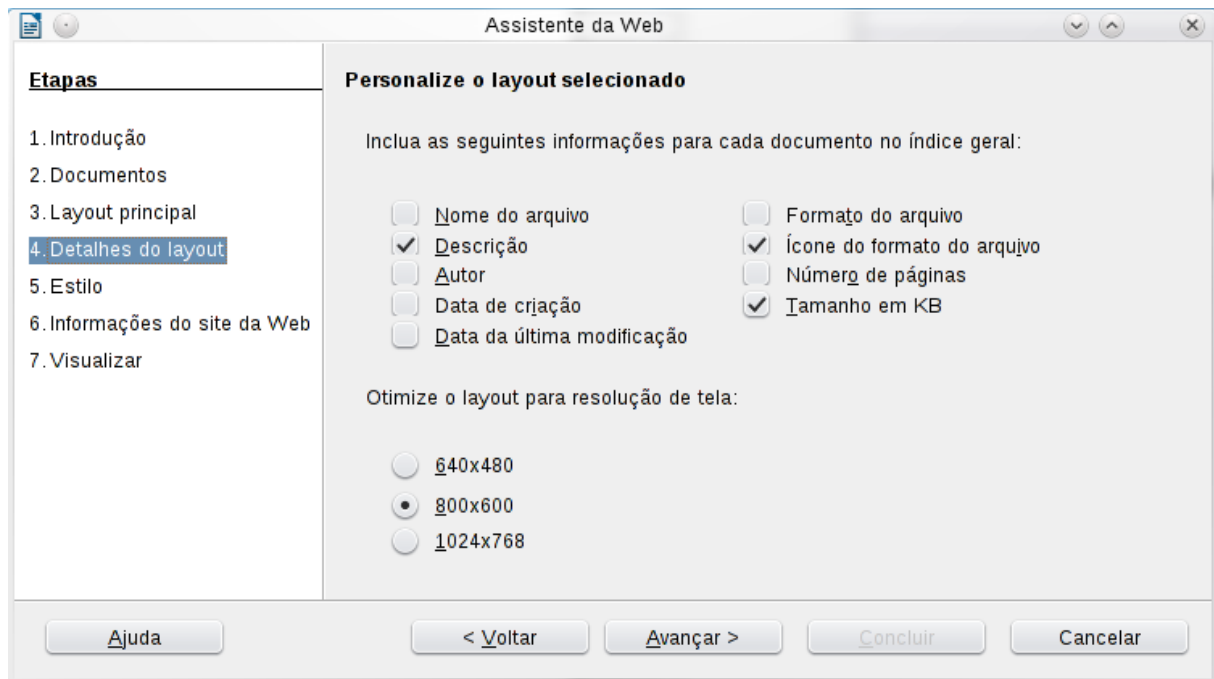 Assistente da Web
Etapas
1. Introdução
2. Documentos
3. Layout principal
4. Detalhes do layout
5. Estilo
6. Informações do site da Web
7. Visualizar
Personalize o layout selecionado
Inclua as seguintes informações para cada documento no índice geral:
Nome do arquivo
Descrição
Autor
Data de criação
Data da última modificação
Formato do arquivo
Ícone do formato do arquivo
Número de páginas
Tamanho em KB
Otimize o layout para resolução de tela:
640x480
800x600
1024x768
Ajuda
< Voltar
Avançar >
Concluir
Cancelar